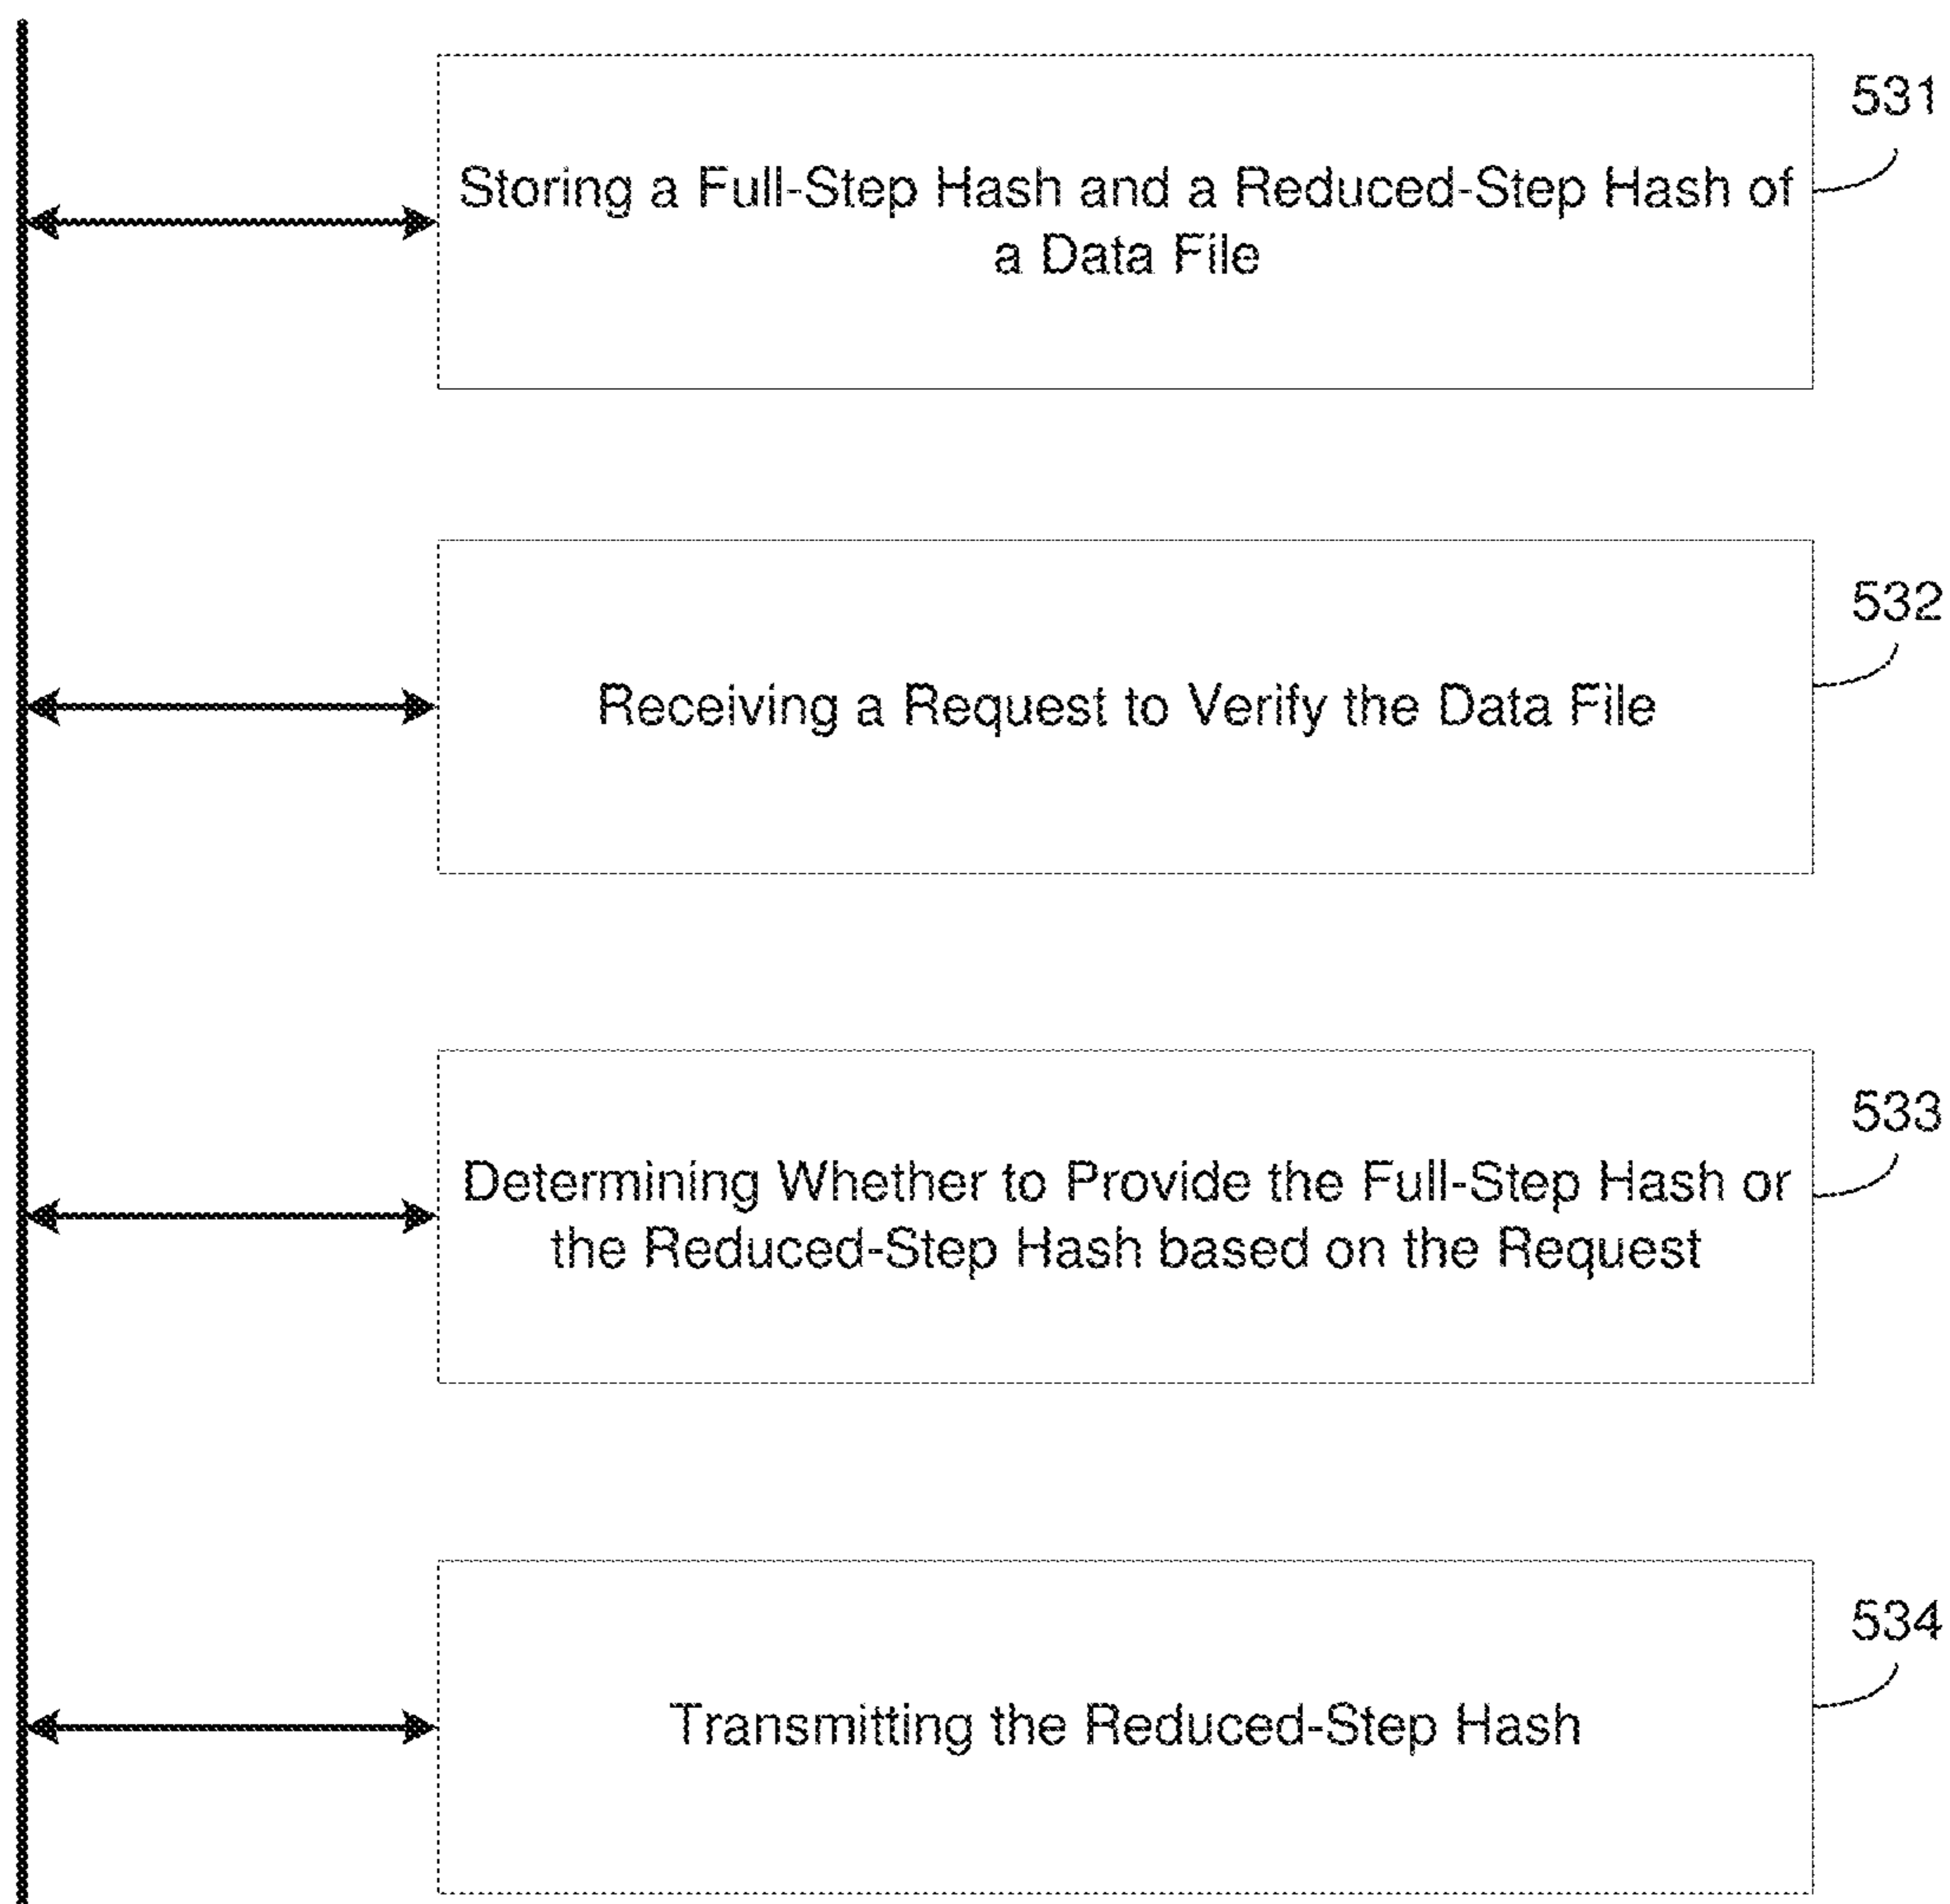 531
Storing a Full-Step Hash and a Reduced-Step Hash of
a Data File
532
Receiving a Request to Verify the Data File
533
Determining Whether to Provide the Full-Step Hash or
the Reduced-Step Hash based on the Request
534
Transmitting the Reduced-Step Hash